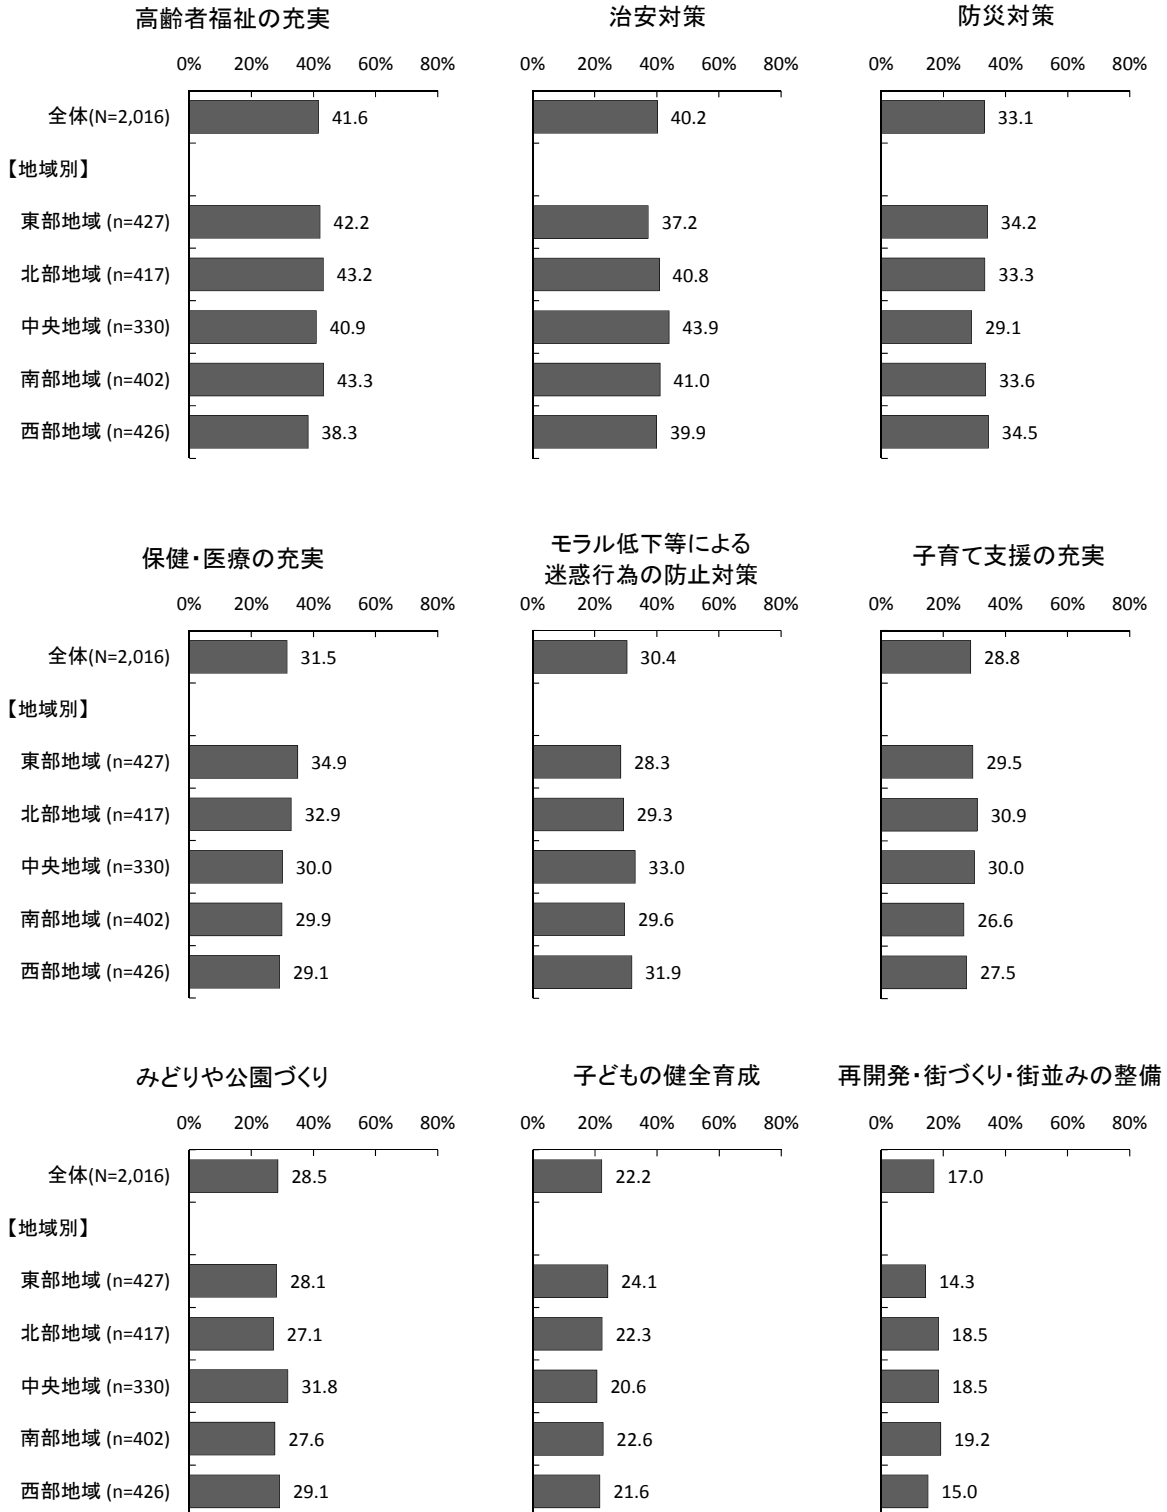 高齢者福祉の充実 治安対策 防災対策
0% 20% 40% 60% 80% 0% 20% 40% 60% 80% 0% 20% 40% 60% 80%
全体(N=2,016) 41.6 40.2 33.1
【地域別】
東部地域 (n=427) 42.2 37.2 34.2
北部地域 (n=417) 43.2 40.8 33.3
中央地域 (n=330) 40.9 43.9 29.1
南部地域 (n=402) 43.3 41.0 33.6
西部地域 (n=426) 38.3 39.9 34.5
保健・医療の充実 モラル低下等による
迷惑行為の防止対策 子育て支援の充実
0% 20% 40% 60% 80% 0% 20% 40% 60% 80% 0% 20% 40% 60% 80%
全体(N=2,016) 31.5 30.4 28.8
【地域別】
東部地域 (n=427) 34.9 28.3 29.5
北部地域 (n=417) 32.9 29.3 30.9
中央地域 (n=330) 30.0 33.0 30.0
南部地域 (n=402) 29.9 29.6 26.6
西部地域 (n=426) 29.1 31.9 27.5
みどりや公園づくり 子どもの健全育成 再開発・街づくり・街並みの整備
0% 20% 40% 60% 80% 0% 20% 40% 60% 80% 0% 20% 40% 60% 80%
全体(N=2,016) 28.5 22.2 17.0
【地域別】
東部地域 (n=427) 28.1 24.1 14.3
北部地域 (n=417) 27.1 22.3 18.5
中央地域 (n=330) 31.8 20.6 18.5
南部地域 (n=402) 27.6 22.6 19.2
西部地域 (n=426) 29.1 21.6 15.0